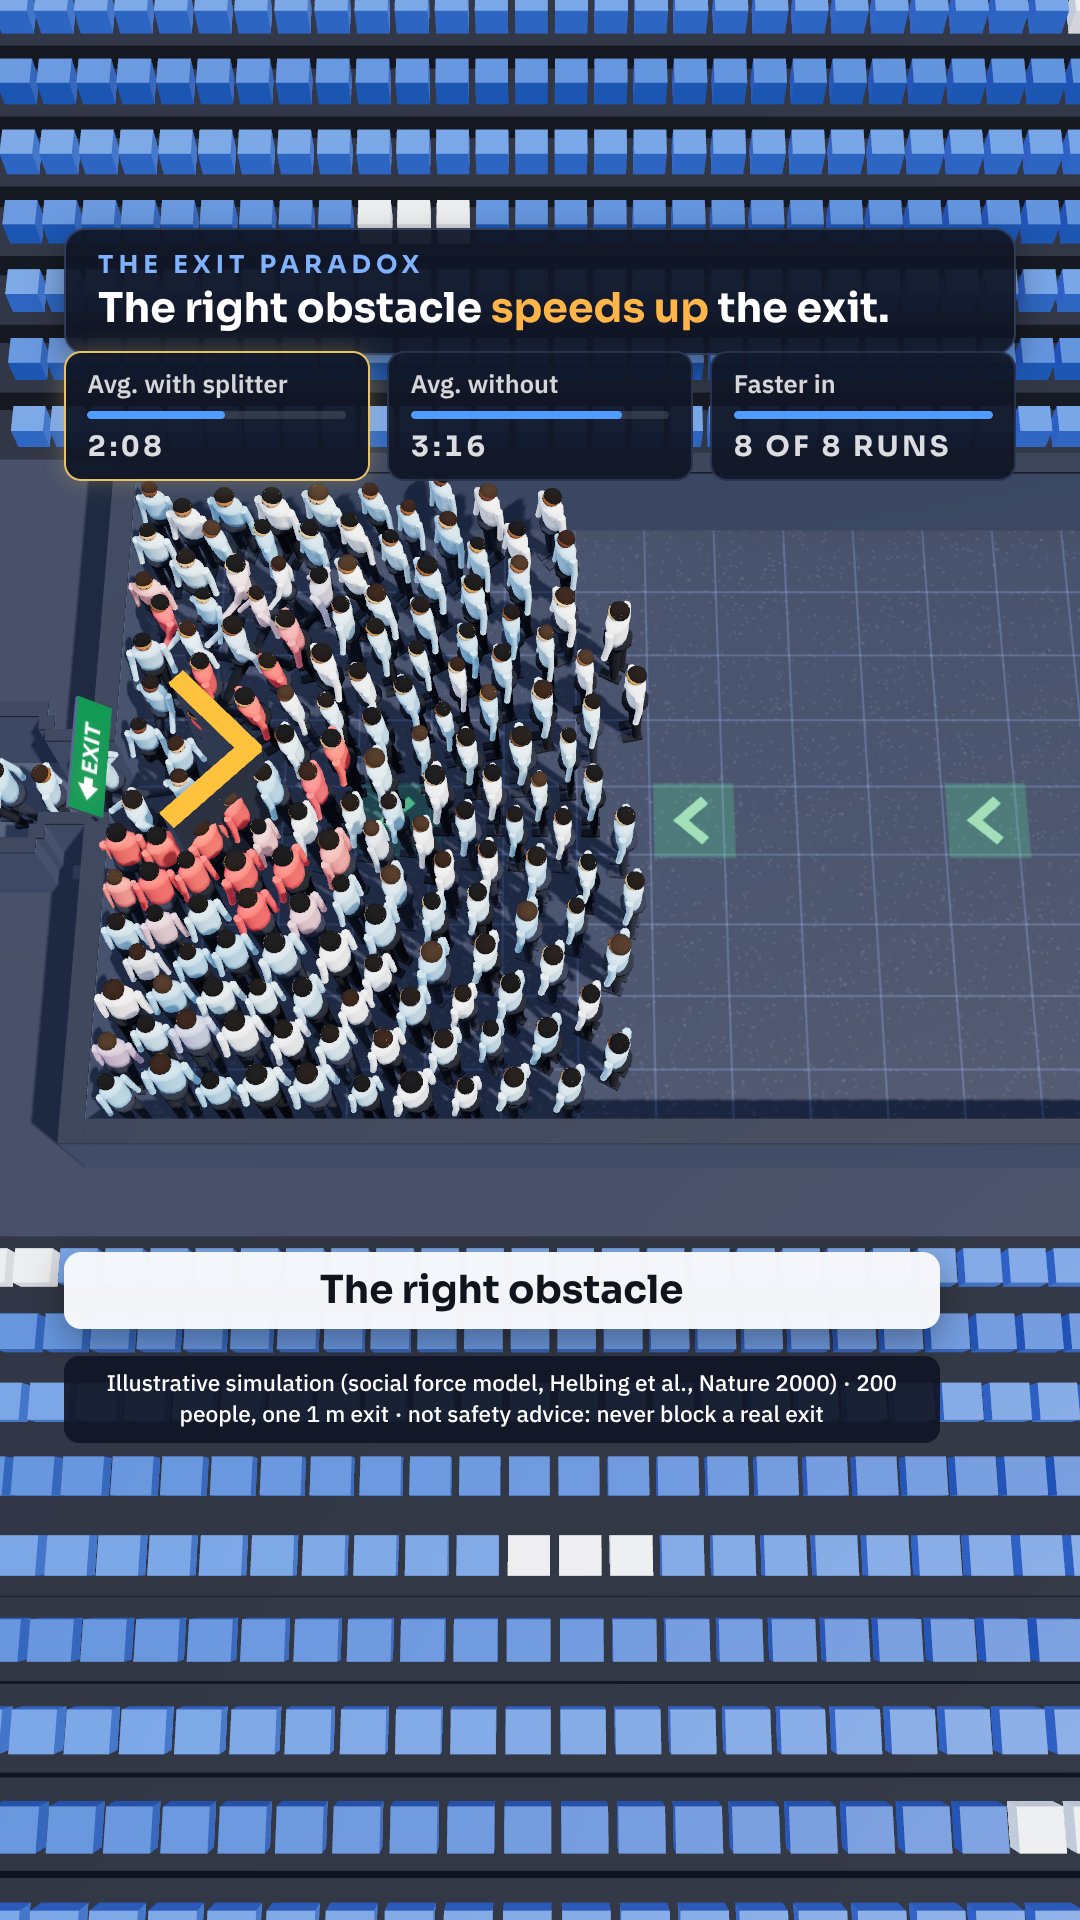 THE EXIT PARADOX
The right obstacle speeds up the exit.
Avg. with splitter
2:08
Avg. without
3:16
Faster in
8 OF 8 RUNS
EXIT
The right obstacle
Illustrative simulation (social force model, Helbing et al., Nature 2000) · 200
people, one 1 m exit · not safety advice: never block a real exit